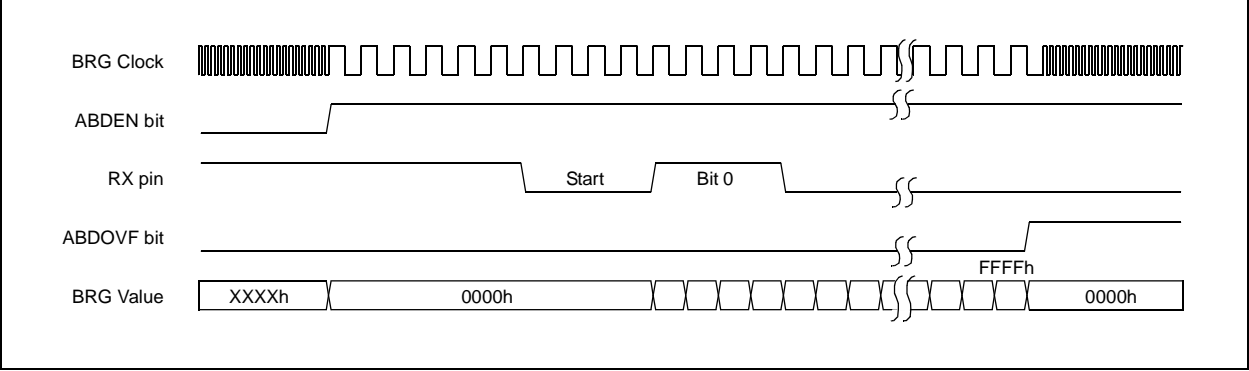 BRG Clock
ABDEN bit
RX pin
Start
Bit 0
ABDOVF bit
FFFFh
BRG Value
XXXXh
0000h
0000h